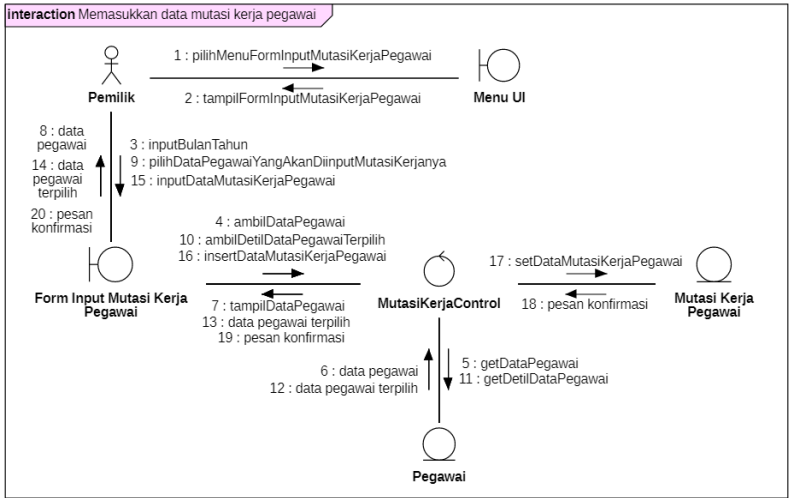 interaction Memasukkan data mutasi kerja pegawai
1 : pilihMenuFormInputMutasiKerjaPegawai
2 : tampilFormInputMutasiKerjaPegawai
Pemilik
Menu UI
8 : data
pegawai
14 : data
pegawai
terpilih
20 : pesan
konfirmasi
3 : inputBulanTahun
9 : pilihDataPegawaiYangAkanDiinputMutasiKerjanya
15 : inputDataMutasiKerjaPegawai
4 : ambilDataPegawai
10 : ambilDetilDataPegawaiTerpilih
16 : insertDataMutasiKerjaPegawai
7 : tampilDataPegawai
13 : data pegawai terpilih
19 : pesan konfirmasi
Form Input Mutasi Kerja
Pegawai
MutasiKerjaControl
17 : setDataMutasiKerjaPegawai
18 : pesan konfirmasi
Mutasi Kerja
Pegawai
6 : data pegawai
12 : data pegawai terpilih
5 : getDataPegawai
11 : getDetilDataPegawai
Pegawai